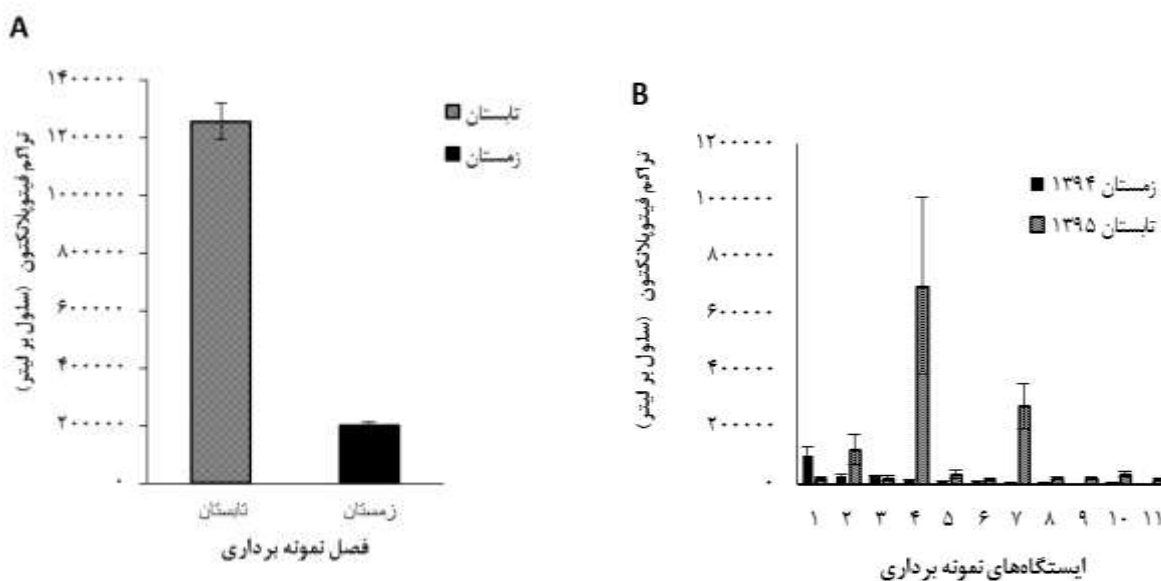 A
۱۴۰۰۰۰۰
۱۲۰۰۰۰۰
۱۰۰۰۰۰۰
۸۰۰۰۰۰
۶۰۰۰۰۰
۴۰۰۰۰۰
۲۰۰۰۰۰
۰
تراکم فیتوپلانکتون (سلول بر لیتر)
تابستان
زمستان
تابستان زمستان
فصل نمونه برداری
B
۱۲۰۰۰۰۰
۱۰۰۰۰۰۰
۸۰۰۰۰۰
۶۰۰۰۰۰
۴۰۰۰۰۰
۲۰۰۰۰۰
۰
تراکم فیتوپلانکتون (سلول بر لیتر)
زمستان ۱۳۹۴
تابستان ۱۳۹۵
۱ ۲ ۳ ۴ ۵ ۶ ۷ ۸ ۹ ۱۰ ۱۱
ایستگاه‌های نمونه برداری